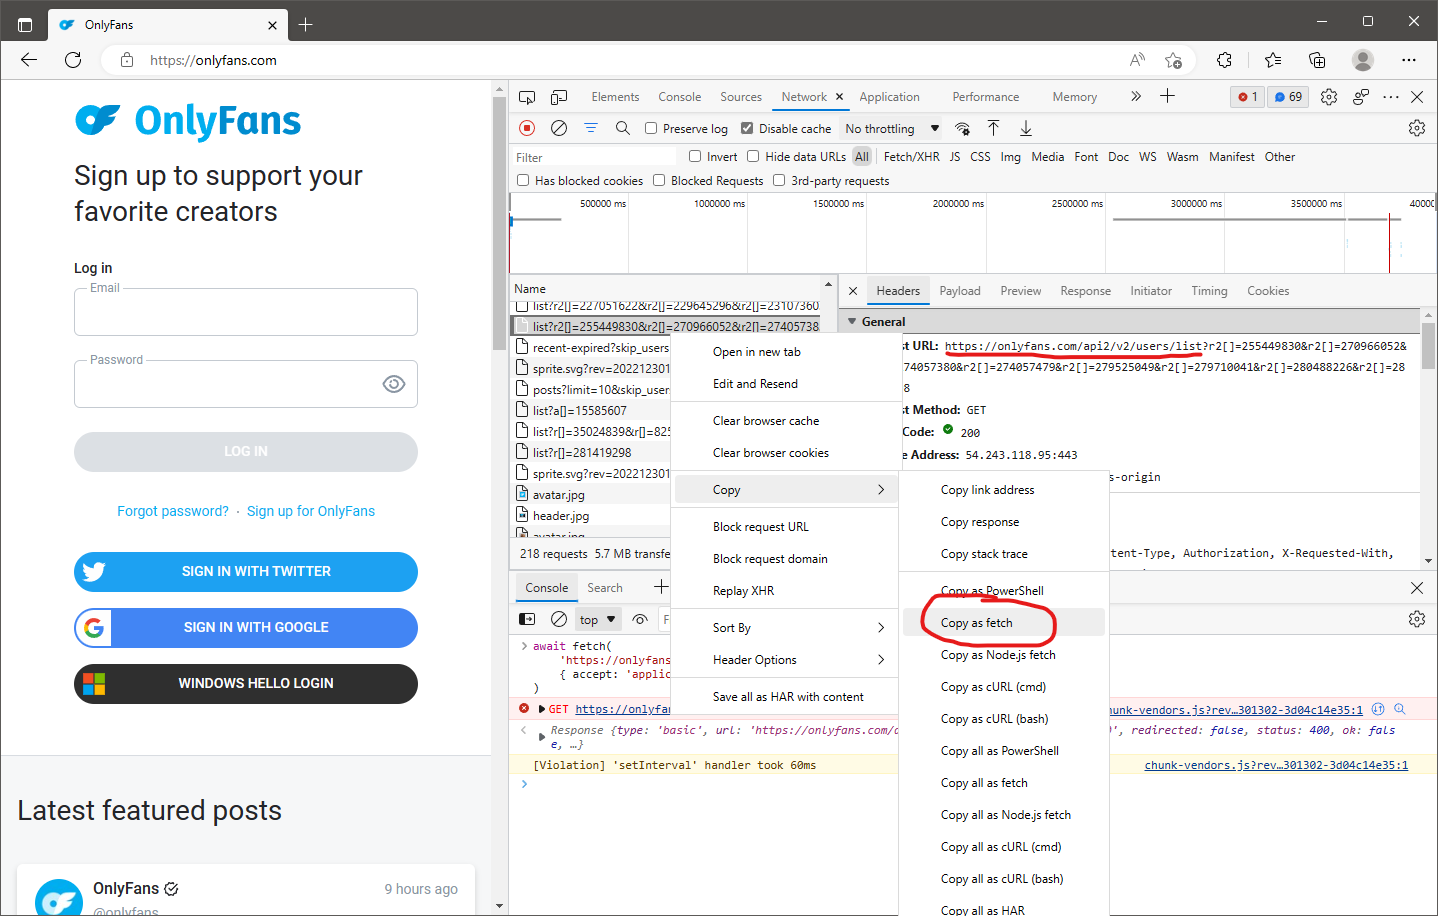 OnlyFans
https://onlyfans.com
OnlyFans
Sign up to support your
favorite creators
Log in
Email
Password
LOG IN
Forgot password? · Sign up for OnlyFans
SIGN IN WITH TWITTER
SIGN IN WITH GOOGLE
WINDOWS HELLO LOGIN
Latest featured posts
OnlyFans
9 hours ago
@onlyfans
Elements Console Sources Network Application Performance Memory
1 69
Preserve log Disable cache No throttling
Filter Invert Hide data URLs All Fetch/XHR JS CSS Img Media Font Doc WS Wasm Manifest Other
Has blocked cookies Blocked Requests 3rd-party requests
500000 ms 1000000 ms 1500000 ms 2000000 ms 2500000 ms 3000000 ms 3500000 ms 40000
Name
list?r2[]=227051622&r2[]=229645296&r2[]=23107360
list?r2[]=255449830&r2[]=270966052&r2[]=27405738
recent-expired?skip_users
sprite.svg?rev=202212301
posts?limit=10&skip_user
list?a[]=15585607
list?r[]=35024839&r[]=825
list?r[]=281419298
sprite.svg?rev=202212301
avatar.jpg
header.jpg
avatar.jpg
218 requests 5.7 MB transfe
Headers Payload Preview Response Initiator Timing Cookies
General
st URL: https://onlyfans.com/api2/v2/users/list?r2[]=255449830&r2[]=270966052&
74057380&r2[]=274057479&r2[]=279525049&r2[]=279710041&r2[]=280488226&r2[]=28
8
st Method: GET
Code: 200
e Address: 54.243.118.95:443
s-origin
tent-Type, Authorization, X-Requested-With,
Open in new tab
Edit and Resend
Clear browser cache
Clear browser cookies
Copy
Block request URL
Block request domain
Replay XHR
Sort By
Header Options
Save all as HAR with content
Copy link address
Copy response
Copy stack trace
Copy as PowerShell
Copy as fetch
Copy as Node.js fetch
Copy as cURL (cmd)
Copy as cURL (bash)
Copy all as PowerShell
Copy all as fetch
Copy all as Node.js fetch
Copy all as cURL (cmd)
Copy all as cURL (bash)
Copy all as HAR
Console Search
top F
await fetch(
'https://onlyfans
{ accept: 'applic
)
GET https://onlyfan
hunk-vendors.js?rev…301302-3d04c14e35:1
Response {type: 'basic', url: 'https://onlyfans.com/a
0', redirected: false, status: 400, ok: fals
e, …}
[Violation] 'setInterval' handler took 60ms
chunk-vendors.js?rev…301302-3d04c14e35:1